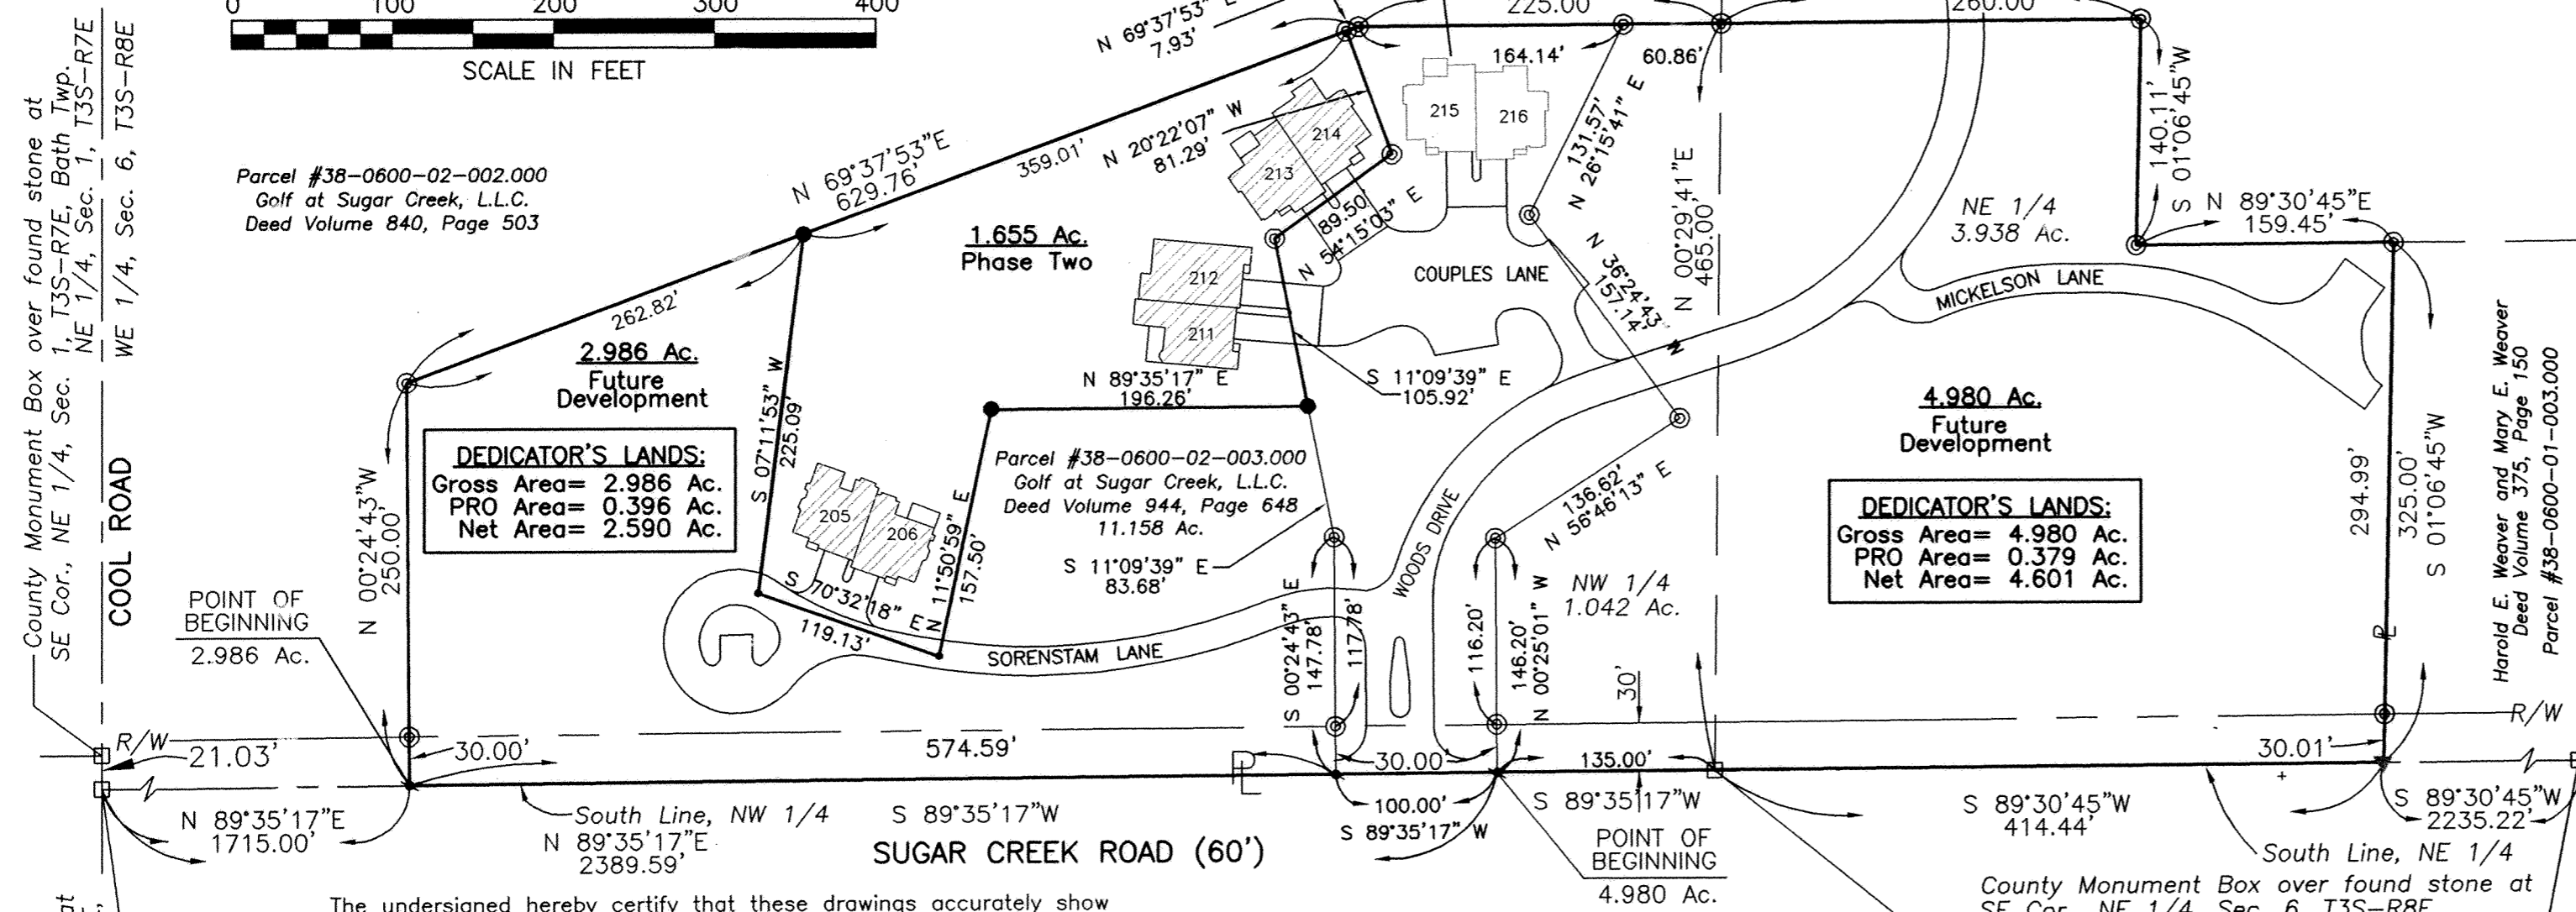 0 100 200 300 400
SCALE IN FEET
County Monument Box over found stone at
SE Cor., NE 1/4, Sec. 1, T3S-R7E, Bath Twp.
NE 1/4, Sec. 1, T3S-R7E
WE 1/4, Sec. 6, T3S-R8E
COOL ROAD
Parcel #38-0600-02-002.000
Golf at Sugar Creek, L.L.C.
Deed Volume 840, Page 503
N 69°37'53" E
7.93'
225.00
260.00
164.14'
60.86'
N 69°37'53"E
629.76'
359.01'
262.82'
N 20°22'07" W
81.29'
214
213
215
216
131.57'
N 26°15'41" E
N 00°29'41"E
465.00'
140.11'
S 01°06'45"W
NE 1/4
3.938 Ac.
N 89°30'45"E
159.45'
1.655 Ac.
Phase Two
89.50'
N 54°15'03" E
212
211
COUPLES LANE
N 36°24'43" W
157.14'
MICKELSON LANE
2.986 Ac.
Future
Development
S 07°11'53" W
225.09'
N 89°35'17" E
196.26'
S 11°09'39" E
105.92'
4.980 Ac.
Future
Development
DEDICATOR'S LANDS:
Gross Area= 2.986 Ac.
PRO Area= 0.396 Ac.
Net Area= 2.590 Ac.
Parcel #38-0600-02-003.000
Golf at Sugar Creek, L.L.C.
Deed Volume 944, Page 648
11.158 Ac.
136.62'
N 56°46'13" E
DEDICATOR'S LANDS:
Gross Area= 4.980 Ac.
PRO Area= 0.379 Ac.
Net Area= 4.601 Ac.
294.99'
325.00'
S 01°06'45"W
Harold E. Weaver and Mary E. Weaver
Deed Volume 375, Page 150
Parcel #38-0600-01-003.000
N 00°24'43"W
250.00'
205
206
N 11°50'59" E
157.50'
S 11°09'39" E
83.68'
WOODS DRIVE
NW 1/4
1.042 Ac.
POINT OF
BEGINNING
2.986 Ac.
S 70°32'18" E
119.13'
SORENSTAM LANE
S 00°24'43" E
147.78'
117.78'
116.20'
146.20'
N 00°25'01" W
30'
PL
R/W
21.03'
30.00'
574.59'
PL
30.00'
135.00'
30.01'
R/W
N 89°35'17"E
1715.00'
South Line, NW 1/4
N 89°35'17"E
2389.59'
S 89°35'17"W
SUGAR CREEK ROAD (60')
100.00'
S 89°35'17" W
S 89°35'17"W
POINT OF
BEGINNING
4.980 Ac.
S 89°30'45"W
414.44'
S 89°30'45"W
2235.22'
South Line, NE 1/4
County Monument Box over found stone at
SE Cor., NE 1/4, Sec. 6, T3S-R8E
The undersigned hereby certify that these drawings accurately show
at